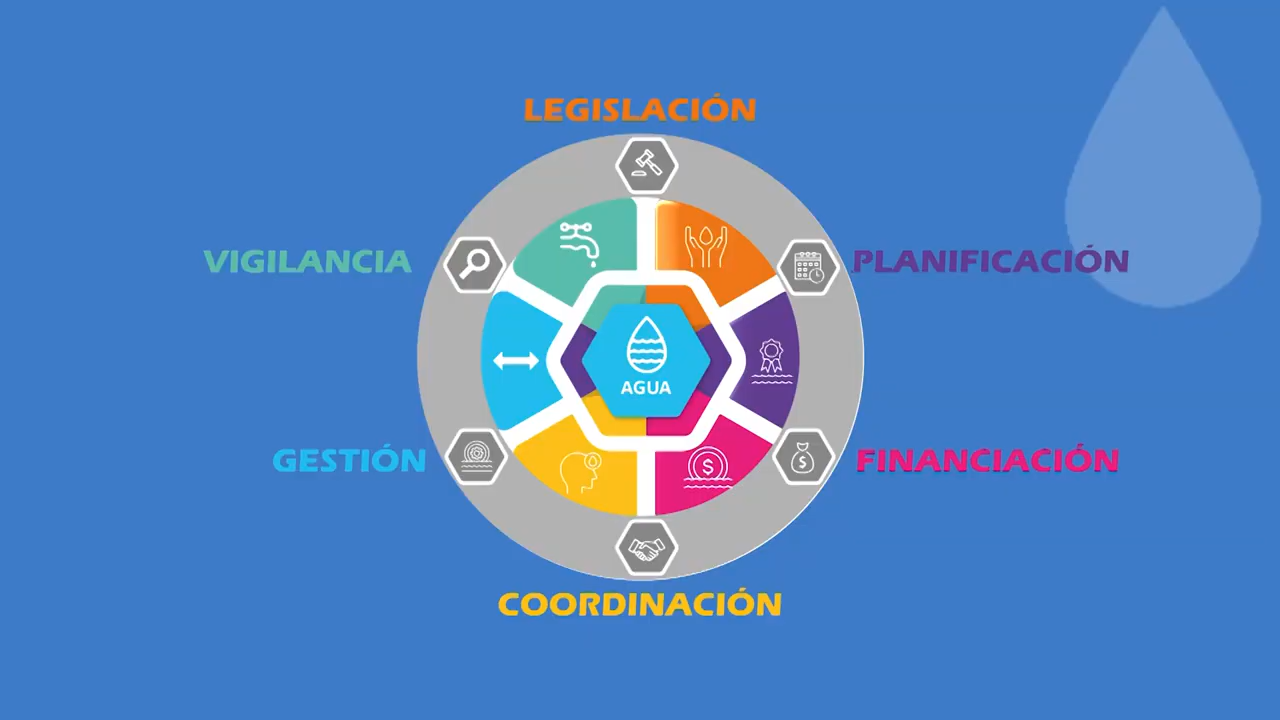 LEGISLACIÓN
VIGILANCIA
PLANIFICACIÓN
AGUA
GESTIÓN
FINANCIACIÓN
COORDINACIÓN